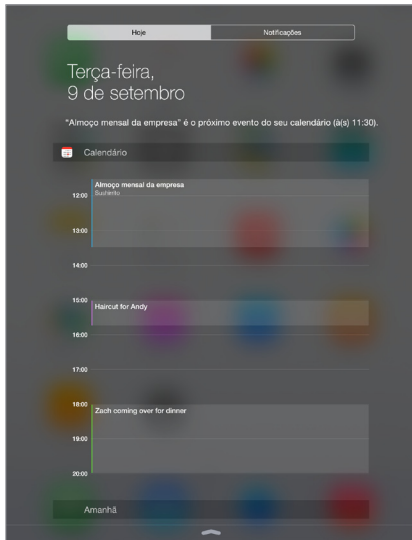 Hoje
Notificações
Terça-feira,
9 de setembro
"Almoço mensal da empresa" é o próximo evento do seu calendário (à(s) 11:30).
Calendário
Almoço mensal da empresa
Sushirrito
12:00
13:00
14:00
15:00
Haircut for Andy
16:00
17:00
18:00
Zach coming over for dinner
19:00
20:00
Amanhã